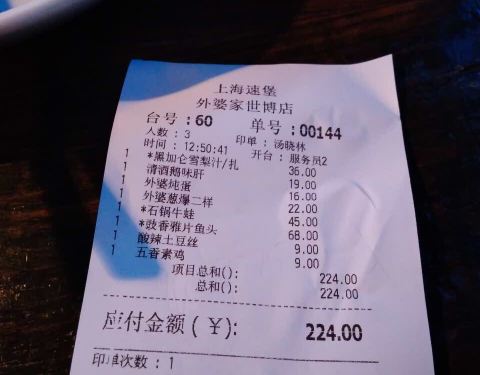 上海速堡
外婆家世博店
台号：60 单号：00144
人数：3 印单：汤晓林
时间：12:50:41 开台：服务员2
1 *黑加仑雪梨汁/扎 36.00
1 清酒鹅味肝 19.00
1 外婆炖蛋 16.00
1 外婆葱爆二样 22.00
1 *石锅牛蛙 45.00
1 *豉香雅片鱼头 68.00
1 酸辣土豆丝 9.00
1 五香素鸡 9.00
项目总和()： 224.00
总和()： 224.00
应付金额(￥)： 224.00
印单次数：1